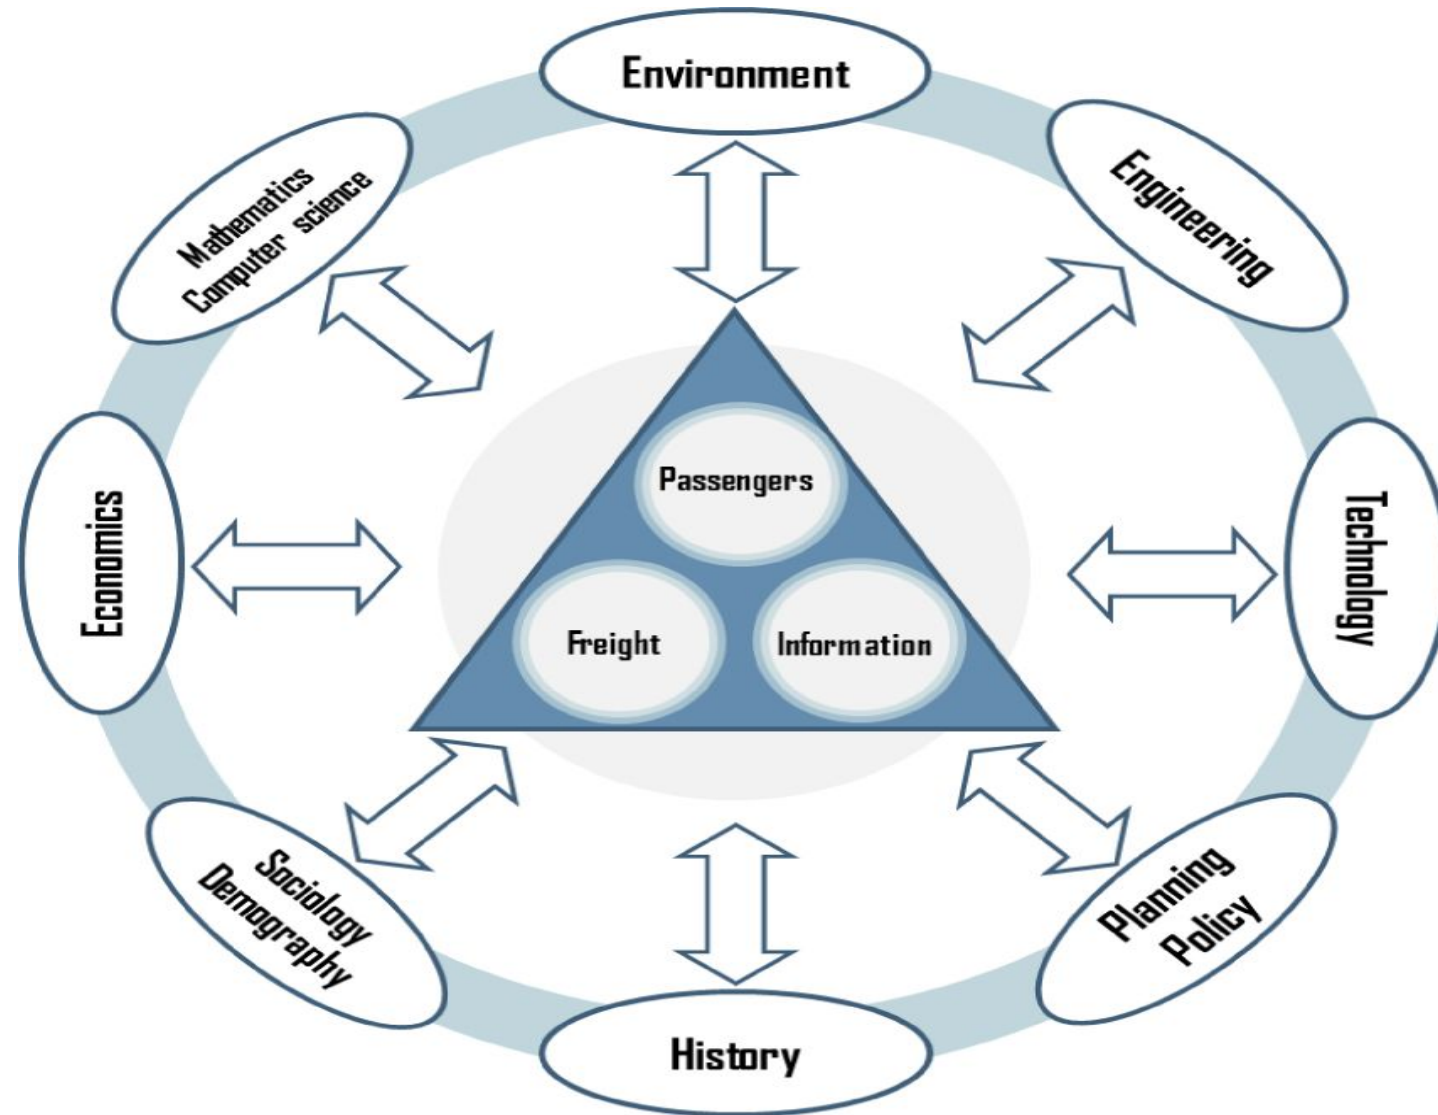 Environment
Engineering
Mathematics
Computer science
Passengers
Economics
Technology
Freight
Information
Sociology
Demography
Planning
Policy
History